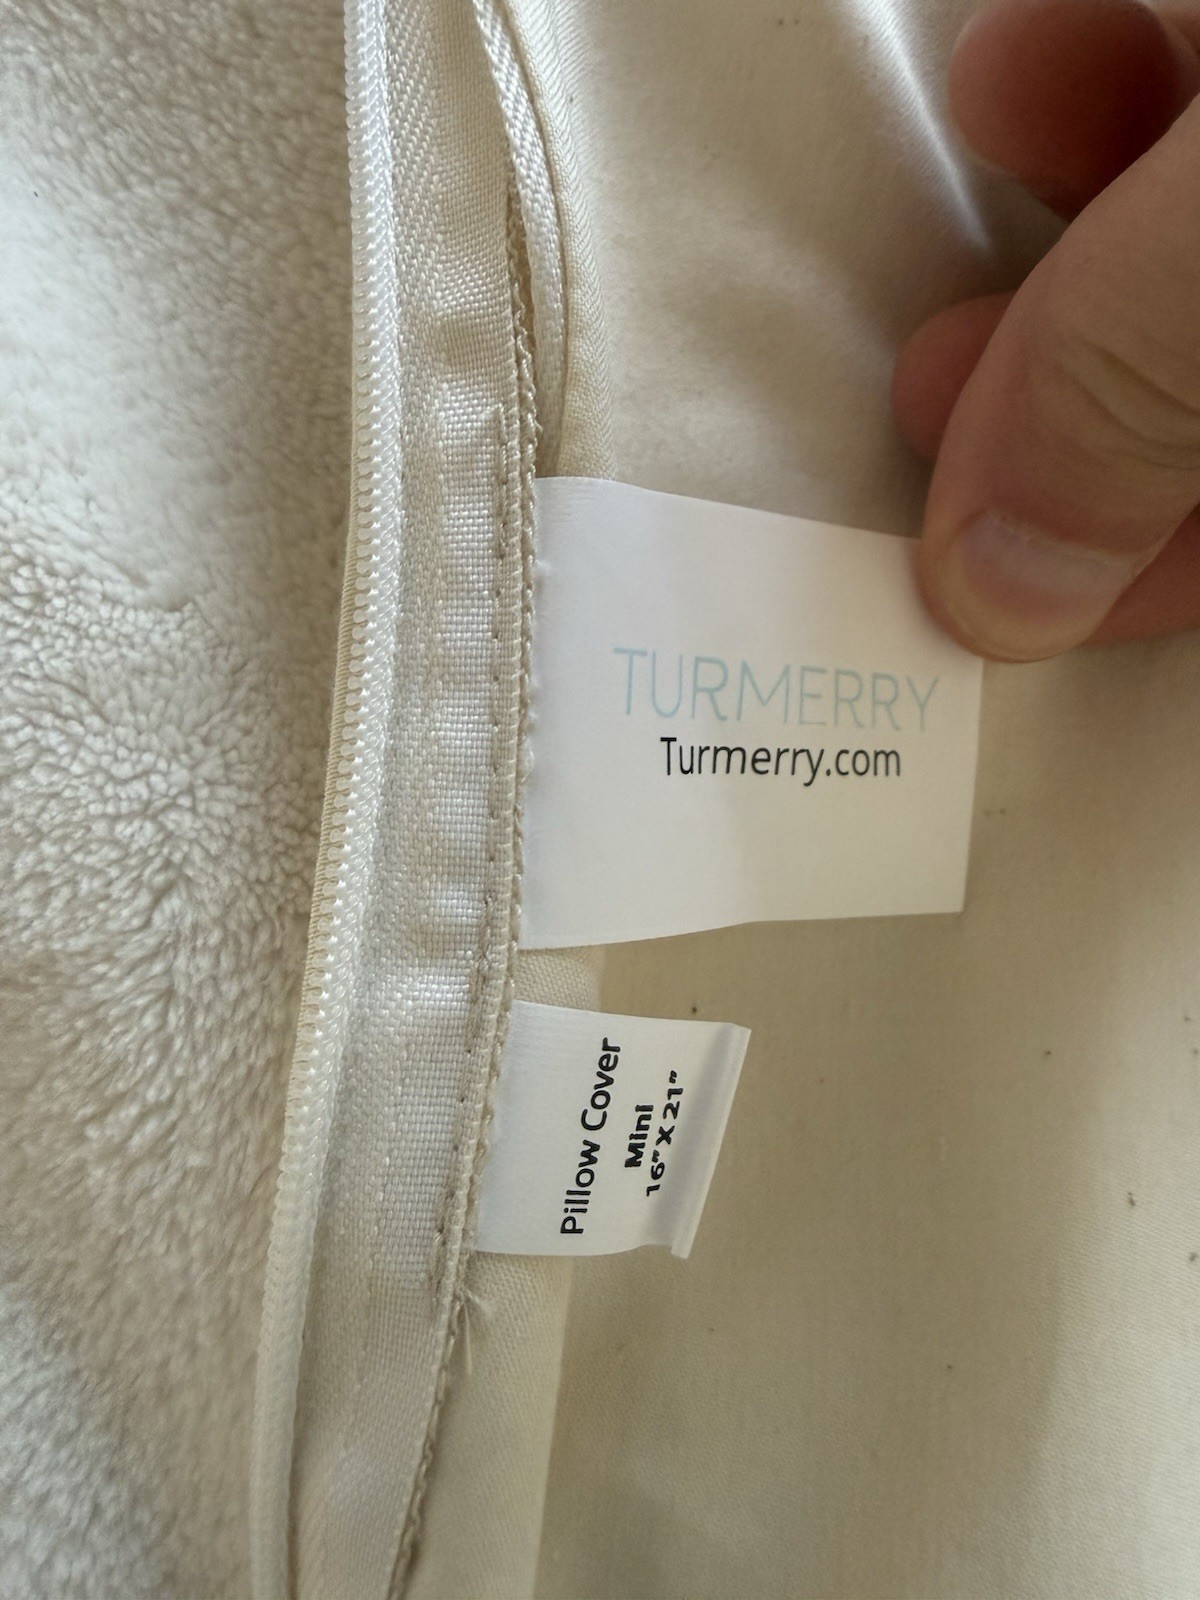 TURMERRY
Turmerry.com
Pillow Cover
Mini
16"X21"